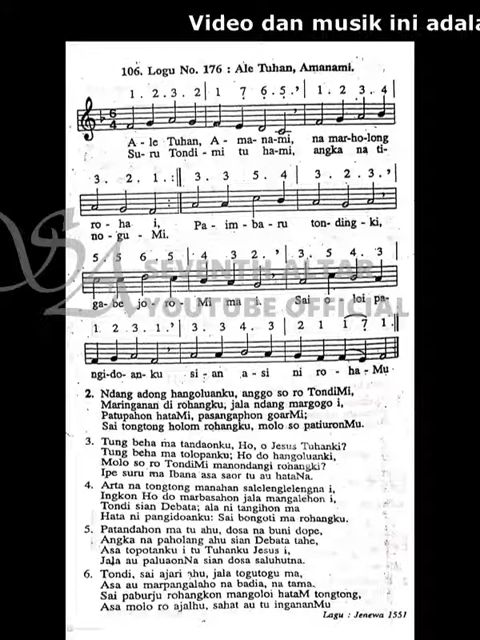 Video dan musik ini adala
106. Logu No. 176 : Ale Tuhan, Amanami.
1 . 2 . 3 . 2 | 1 7 6 . 5 . ’ | 1 . 2 . 3 . 4 |
A - le Tuhan, A - ma - na - mi, na mar - ho - long
Su - ru Tondi - mi tu ha - mi, angka na ti -
3 . 2 . 1 . :|| 3 . 3 5 . 4 | 3 . 2 . 3 . ’ |
ro - ha i, Pa - im - ba - ru ton - ding - ki,
no - gu - Mi.
5 5 6 . 5 | 4 3 2 . ’ | 3 . 5 4 . 3 |
ga - be jo - ro - Mi ma i. Sai o - loi pa -
SEVENTH ALTAR
YOUTUBE OFFICIAL
1 2 . 3 . 1 . ’ | 3 3 4 . 3 | 2 1 1 7 1 . ||
ngi - do - an - ku si - an a - si ni ro - ha - Mu
2. Ndang adong hangoluanku, anggo so ro TondiMi,
Maringanan di rohangku, jala ndang margogo i,
Patupahon hataMi, pasangaphon goarMi;
Sai tongtong holom rohangku, molo so patiuronMu.
3. Tung beha ma tandaonku, Ho, o Jesus Tuhanki?
Tung beha ma tolopanku; Ho do hangoluanki,
Molo so ro TondiMi manondangi rohangki?
Ipe suru ma Ibana asa saor tu au hataNa.
4. Arta na tongtong manahan salelenglelengna i,
Ingkon Ho do marbasahon jala mangalehon i,
Tondi sian Debata; ala ni tangihon ma
Hata ni pangidoanku: Sai bongoti ma rohangku.
5. Patandahon ma tu ahu, dosa na buni dope,
Angka na paholang ahu sian Debata tahe,
Asa topotanku i tu Tuhanku Jesus i,
Jala au paluaonNa sian dosa saluhutna.
6. Tondi, sai ajari ahu, jala togutogu ma,
Asa au marpangalaho na badia, na tama.
Sai paburju rohangkon mangoloi hataM tongtong,
Asa molo ro ajalhu, sahat au tu ingananMu
Lagu : Jenewa 1551